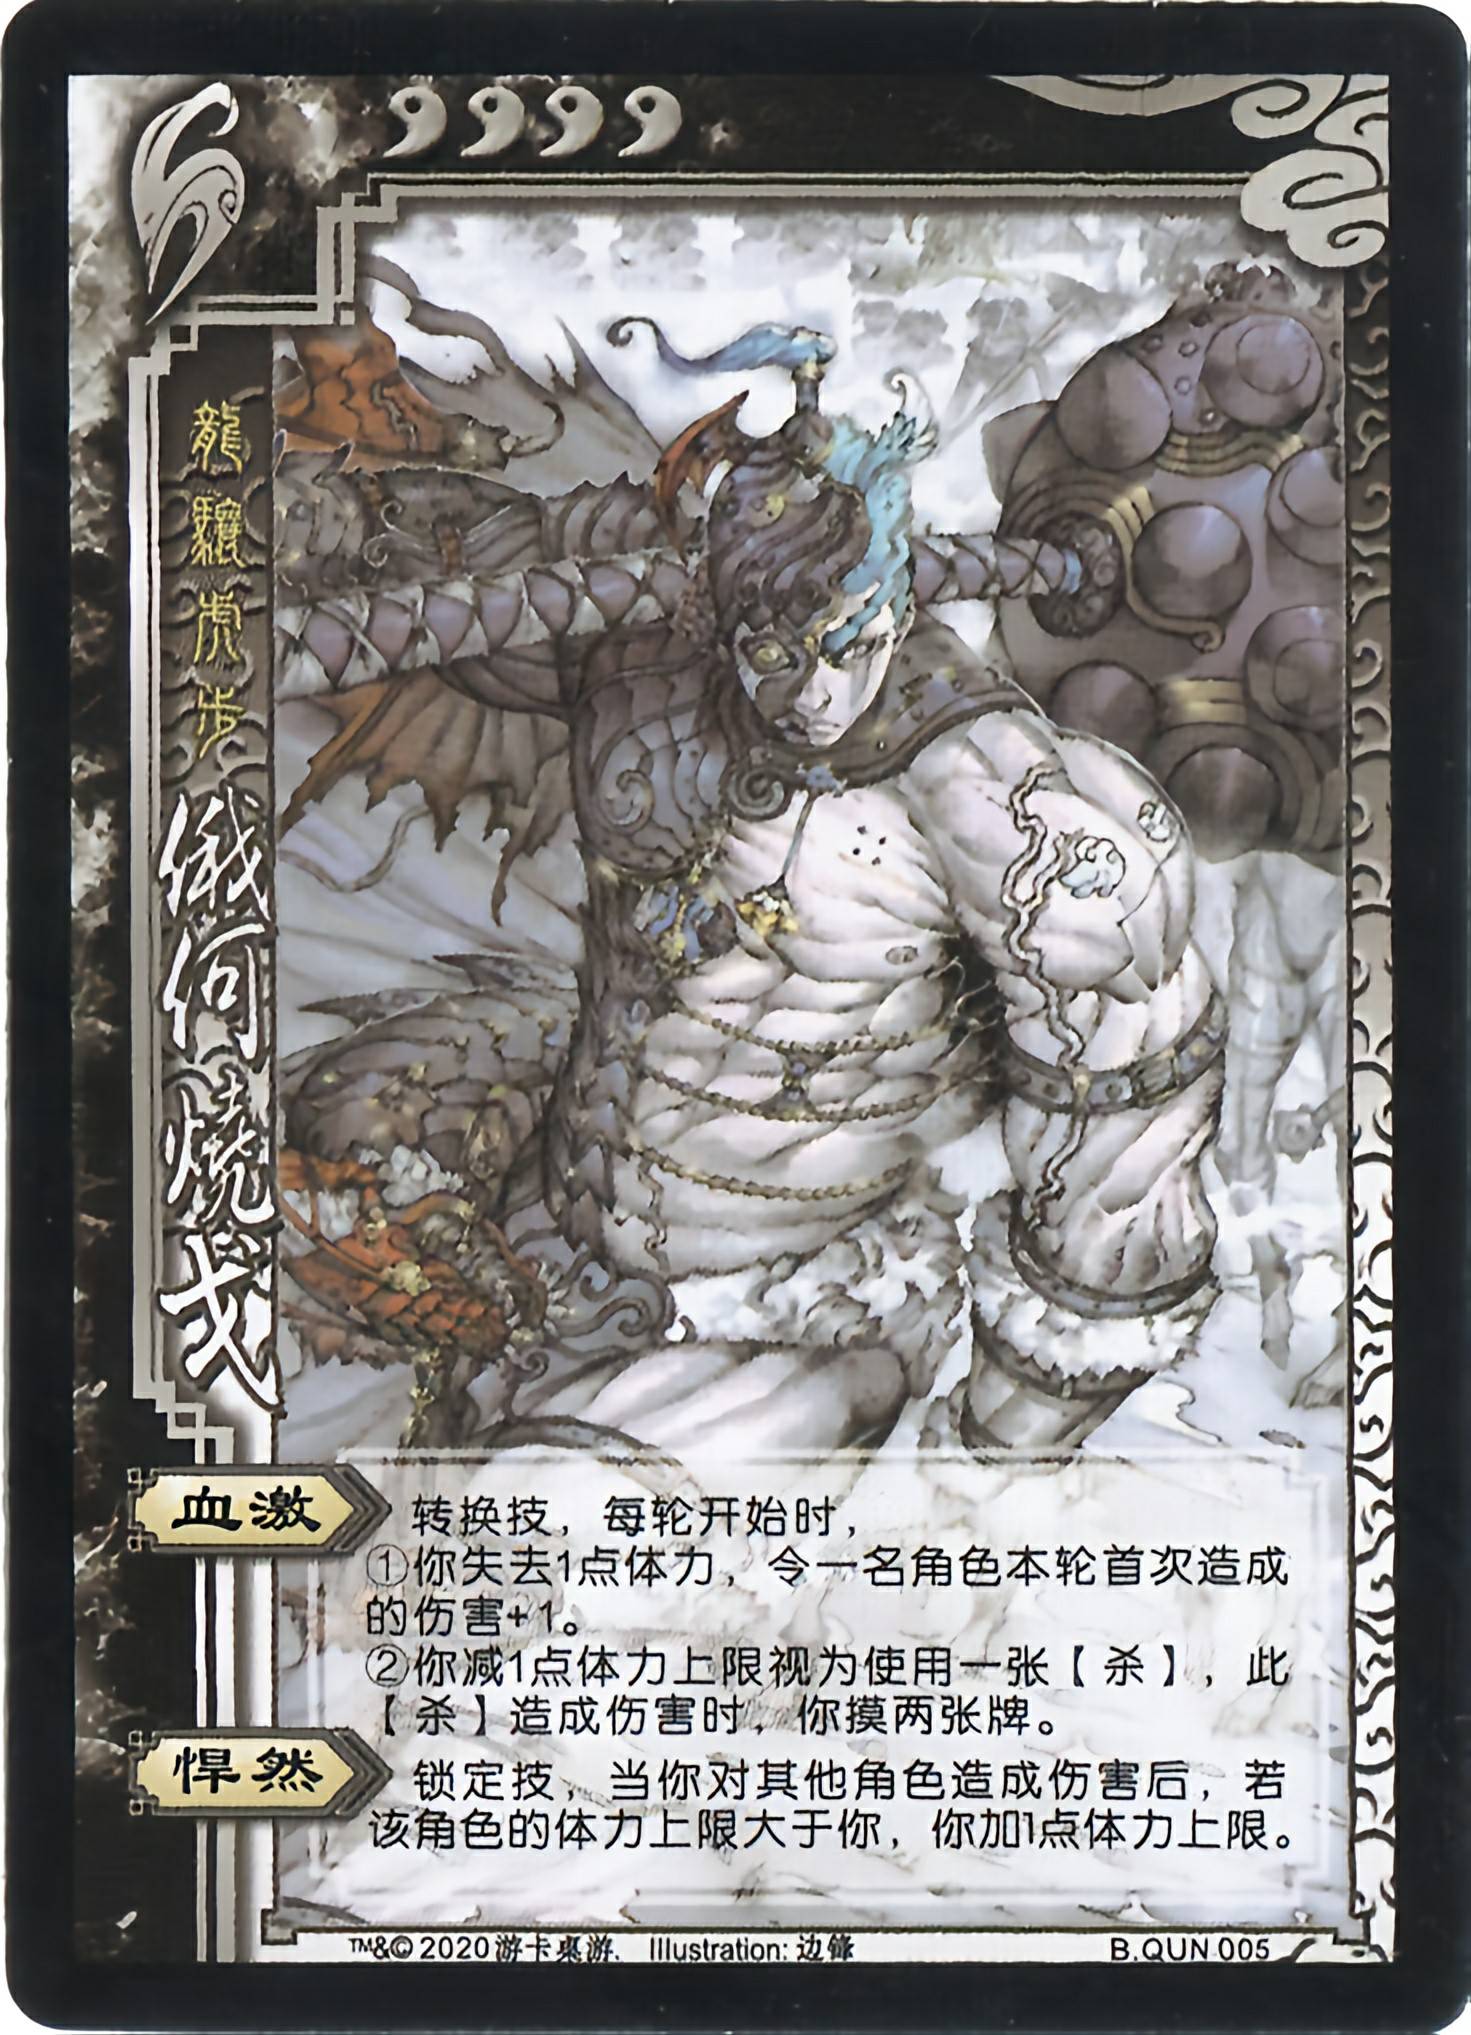 龍驤虎步
俄何燒戈
血激
转换技，每轮开始时，
①你失去1点体力，令一名角色本轮首次造成
的伤害+1。
②你减1点体力上限视为使用一张【杀】，此
【杀】造成伤害时，你摸两张牌。
悍然
锁定技，当你对其他角色造成伤害后，若
该角色的体力上限大于你，你加1点体力上限。
™&©2020游卡桌游. Illustration: 边锋
B.QUN 005